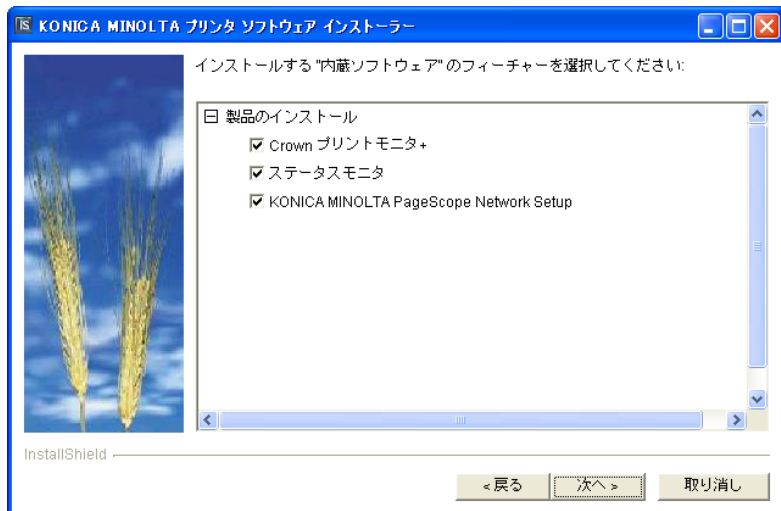 IS KONICA MINOLTA プリンタ ソフトウェア インストーラー
インストールする "内蔵ソフトウェア" のフィーチャーを選択してください:
製品のインストール
Crown プリントモニタ+
ステータスモニタ
KONICA MINOLTA PageScope Network Setup
InstallShield
< 戻る 次へ > 取り消し